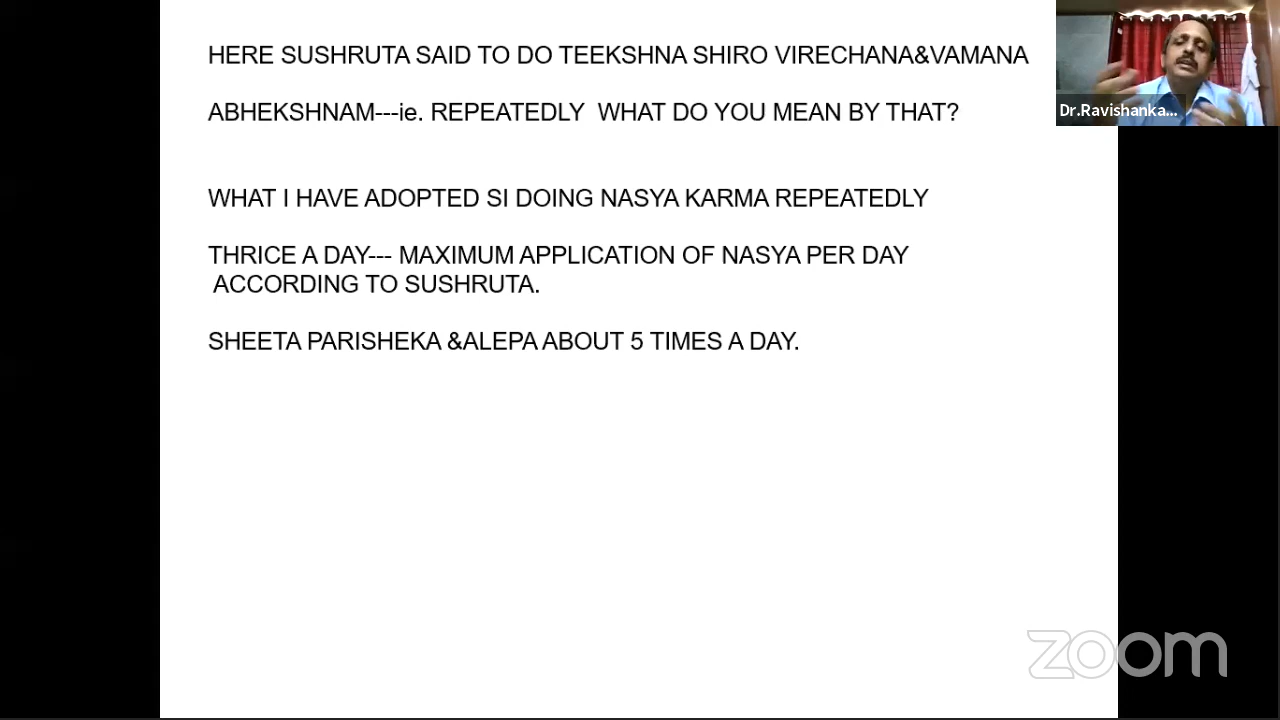 HERE SUSHRUTA SAID TO DO TEEKSHNA SHIRO VIRECHANA&VAMANA
ABHEKSHNAM---ie. REPEATEDLY WHAT DO YOU MEAN BY THAT?
WHAT I HAVE ADOPTED SI DOING NASYA KARMA REPEATEDLY
THRICE A DAY--- MAXIMUM APPLICATION OF NASYA PER DAY
ACCORDING TO SUSHRUTA.
SHEETA PARISHEKA &ALEPA ABOUT 5 TIMES A DAY.
Dr.Ravishanka...
zoom